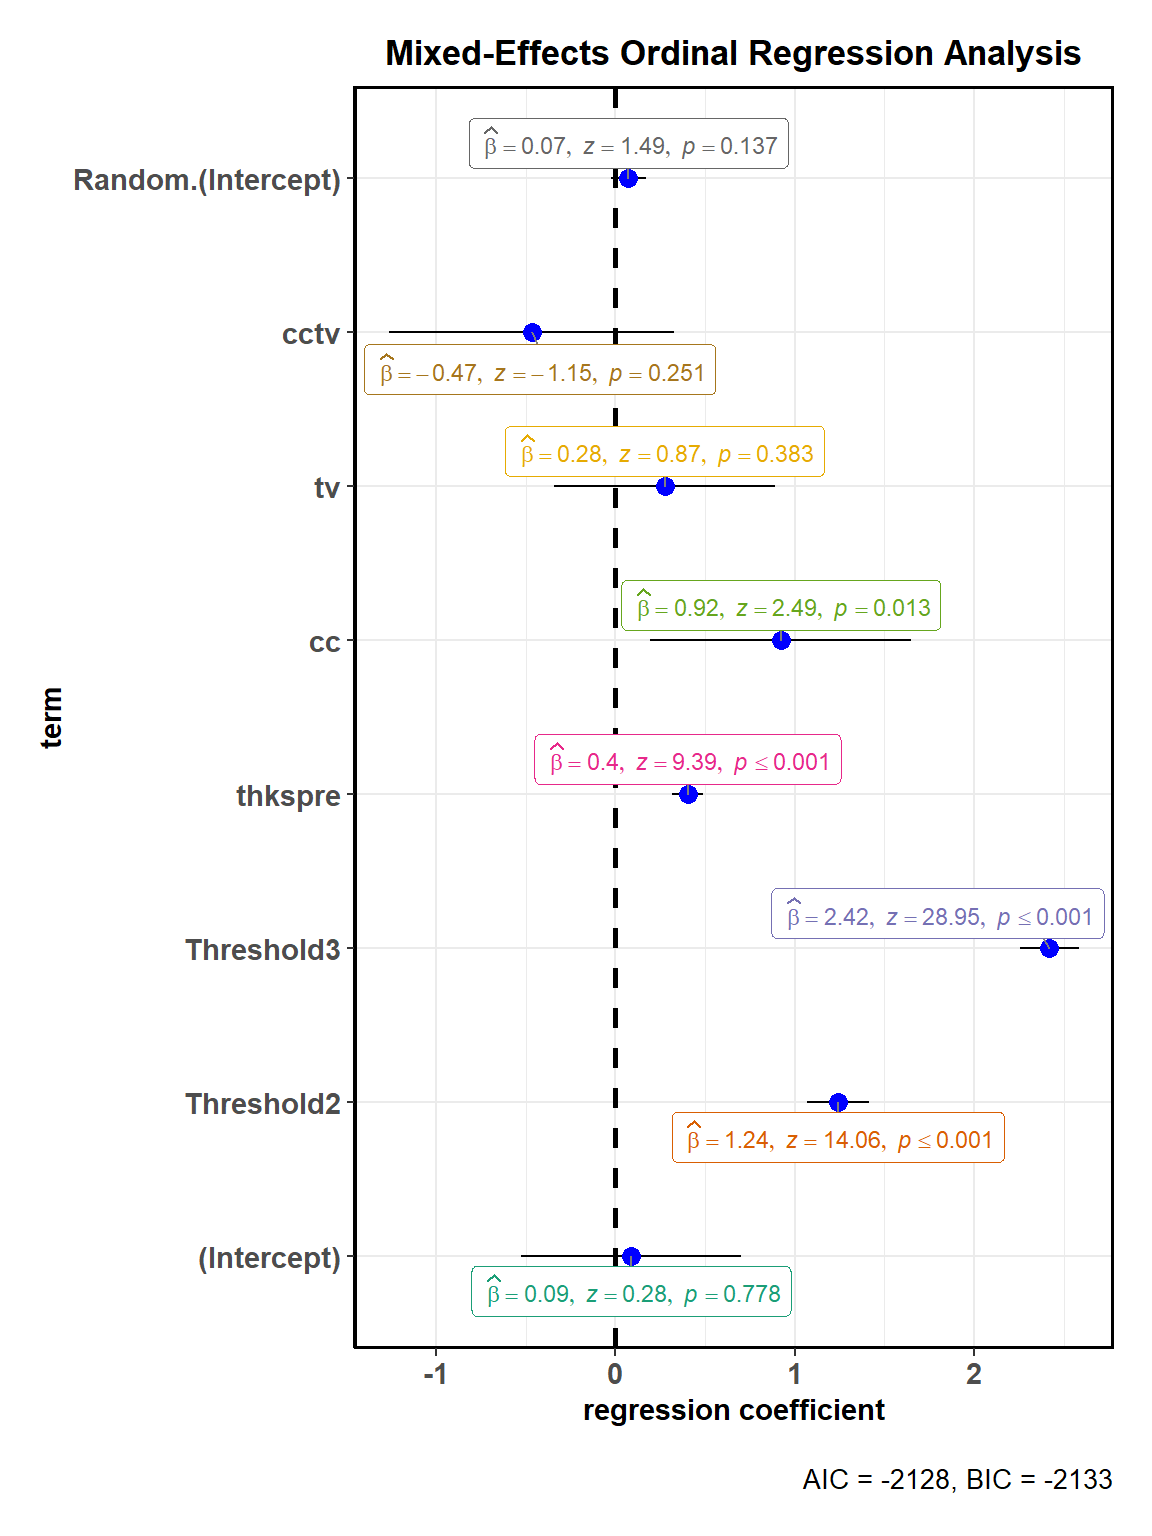 Mixed-Effects Ordinal Regression Analysis
Random.(Intercept)
β̂ = 0.07, z = 1.49, p = 0.137
cctv
β̂ = −0.47, z = −1.15, p = 0.251
tv
β̂ = 0.28, z = 0.87, p = 0.383
cc
β̂ = 0.92, z = 2.49, p = 0.013
term
thkspre
β̂ = 0.4, z = 9.39, p ≤ 0.001
Threshold3
β̂ = 2.42, z = 28.95, p ≤ 0.001
Threshold2
β̂ = 1.24, z = 14.06, p ≤ 0.001
(Intercept)
β̂ = 0.09, z = 0.28, p = 0.778
-1 0 1 2
regression coefficient
AIC = -2128, BIC = -2133